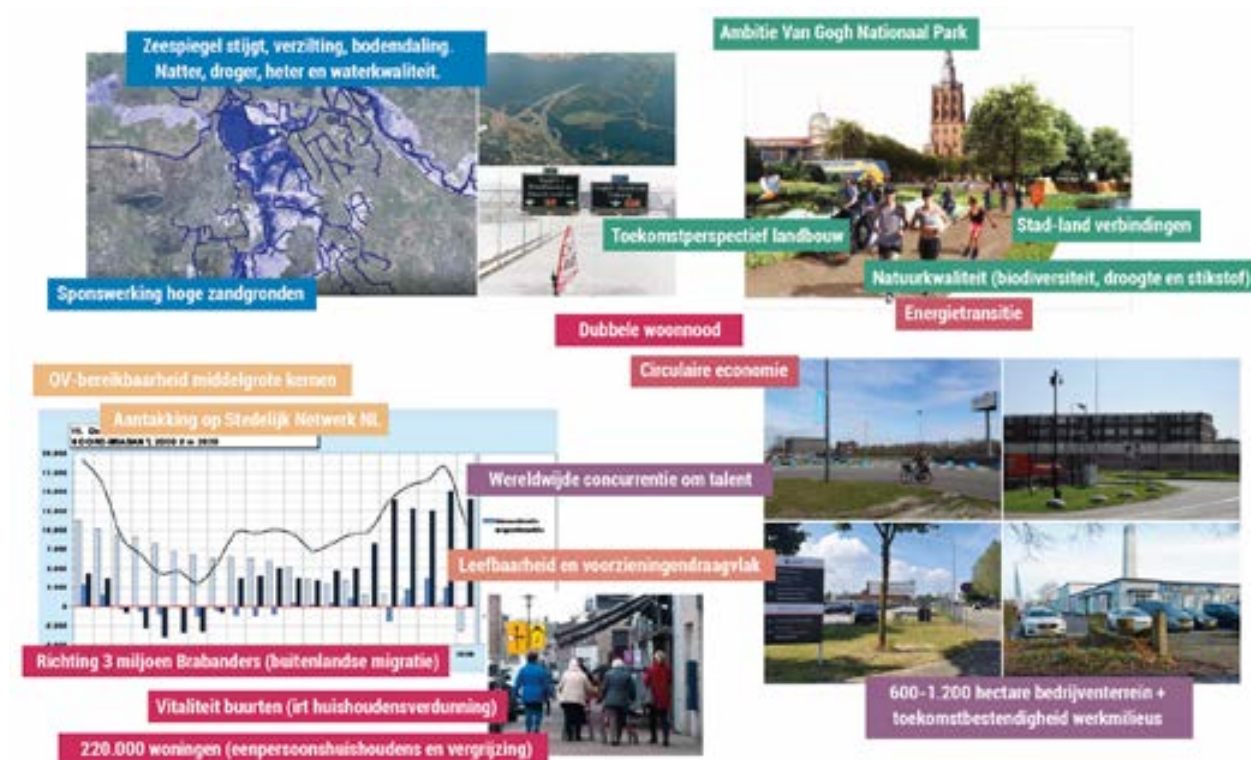 Zeespiegel stijgt, verzilting, bodemdaling.
Natter, droger, heter en waterkwaliteit.
Ambitie Van Gogh Nationaal Park
Toekomstperspectief landbouw
Stad-land verbindingen
Sponswerking hoge zandgronden
Natuurkwaliteit (biodiversiteit, droogte en stikstof)
Energietransitie
Dubbele woonnood
Circulaire economie
OV-bereikbaarheid middelgrote kernen
Aantakking op Stedelijk Netwerk NL
Wereldwijde concurrentie om talent
Leefbaarheid en voorzieningendraagvlak
Richting 3 miljoen Brabanders (buitenlandse migratie)
Vitaliteit buurten (irt huishoudensverdunning)
220.000 woningen (eenpersoonshuishoudens en vergrijzing)
600-1.200 hectare bedrijventerrein +
toekomstbestendigheid werkmilieus